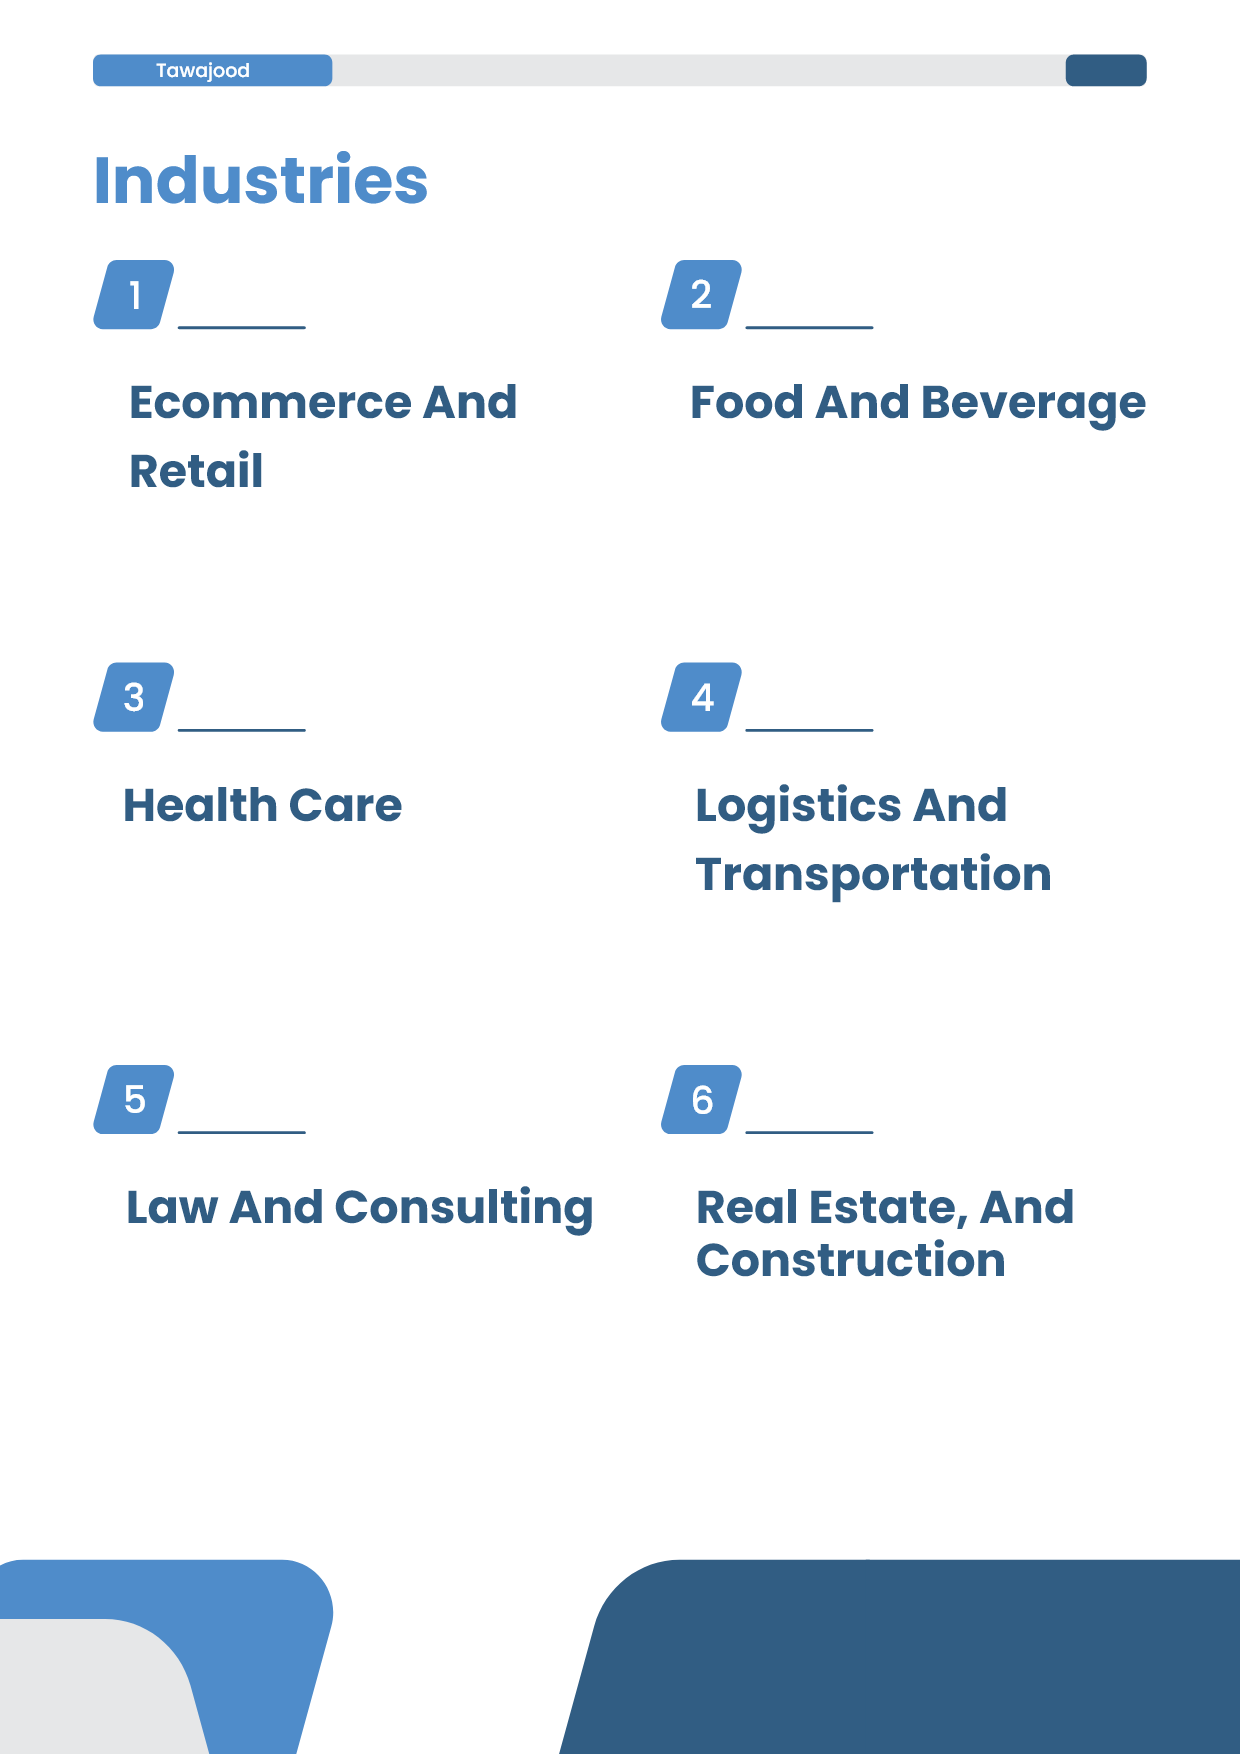 Tawajood
Industries
1
Ecommerce And
Retail
2
Food And Beverage
3
Health Care
4
Logistics And
Transportation
5
Law And Consulting
6
Real Estate, And
Construction